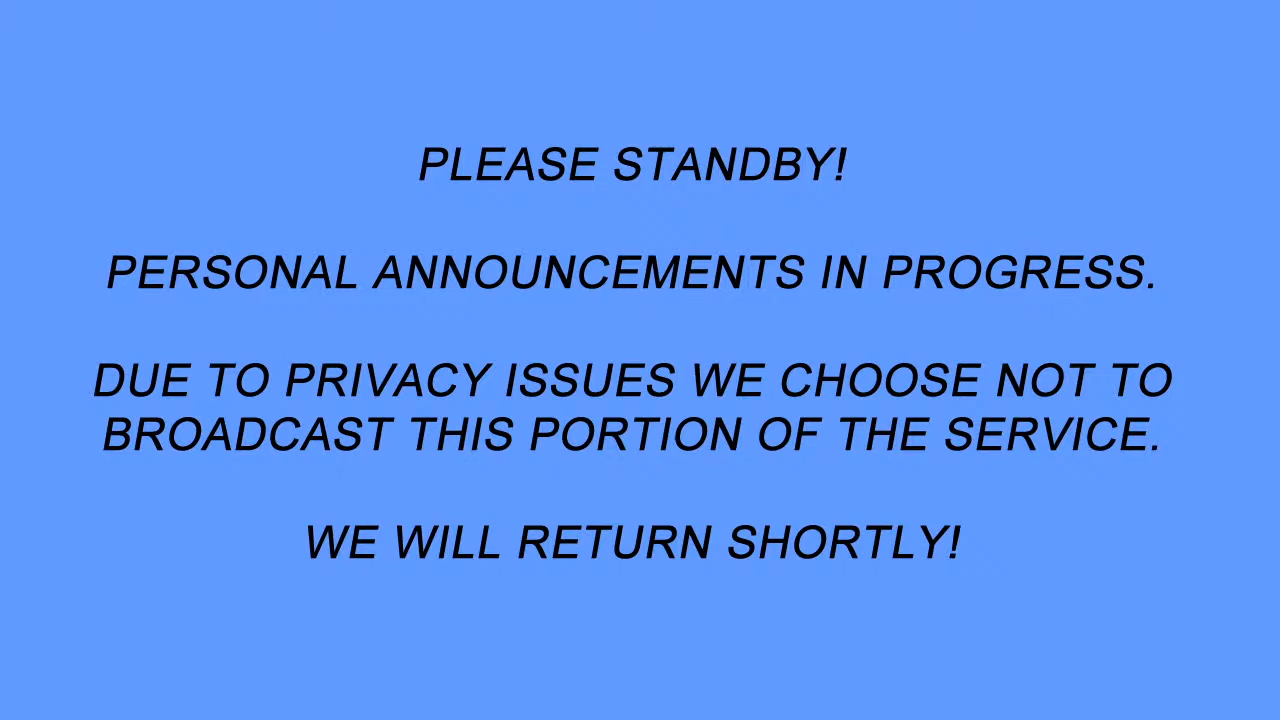 PLEASE STANDBY!
PERSONAL ANNOUNCEMENTS IN PROGRESS.
DUE TO PRIVACY ISSUES WE CHOOSE NOT TO
BROADCAST THIS PORTION OF THE SERVICE.
WE WILL RETURN SHORTLY!